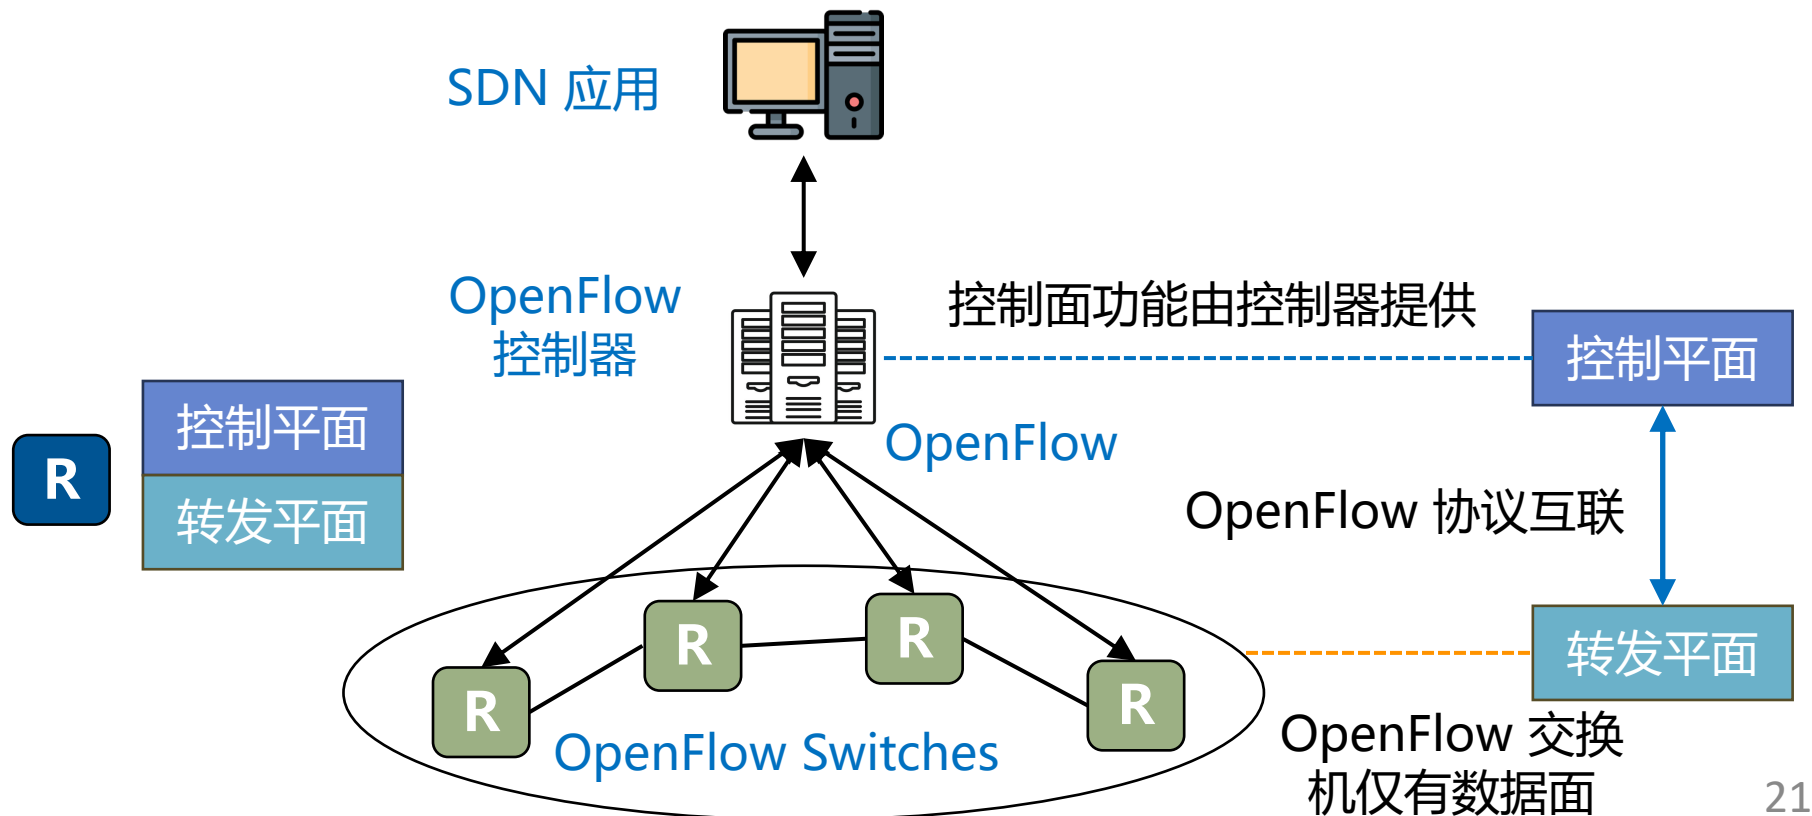 SDN 应用
OpenFlow
控制器
控制面功能由控制器提供
控制平面
控制平面
转发平面
R
OpenFlow
OpenFlow 协议互联
R
R
R
R
转发平面
OpenFlow Switches
OpenFlow 交换
机仅有数据面
21